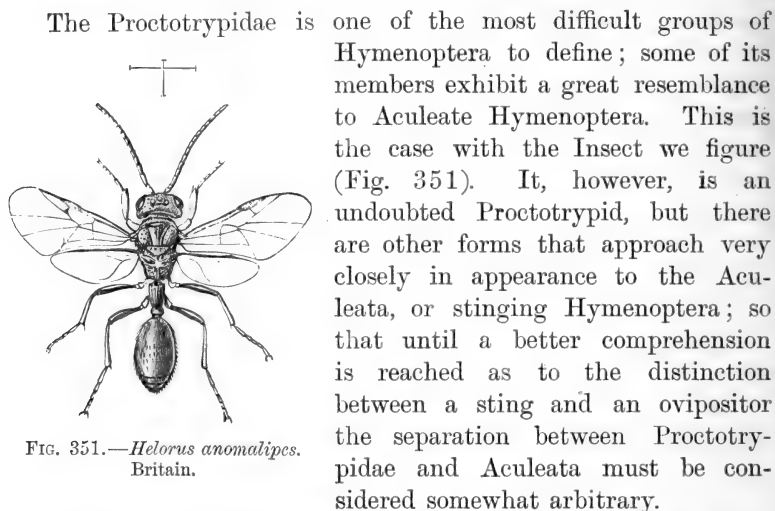 The Proctotrypidae is one of the most difficult groups of
Hymenoptera to define; some of its
members exhibit a great resemblance
to Aculeate Hymenoptera. This is
the case with the Insect we figure
(Fig. 351). It, however, is an
undoubted Proctotrypid, but there
are other forms that approach very
closely in appearance to the Acu-
leata, or stinging Hymenoptera; so
that until a better comprehension
is reached as to the distinction
between a sting and an ovipositor
the separation between Proctotry-
pidae and Aculeata must be con-
sidered somewhat arbitrary.
FIG. 351.—Helorus anomalipes.
Britain.